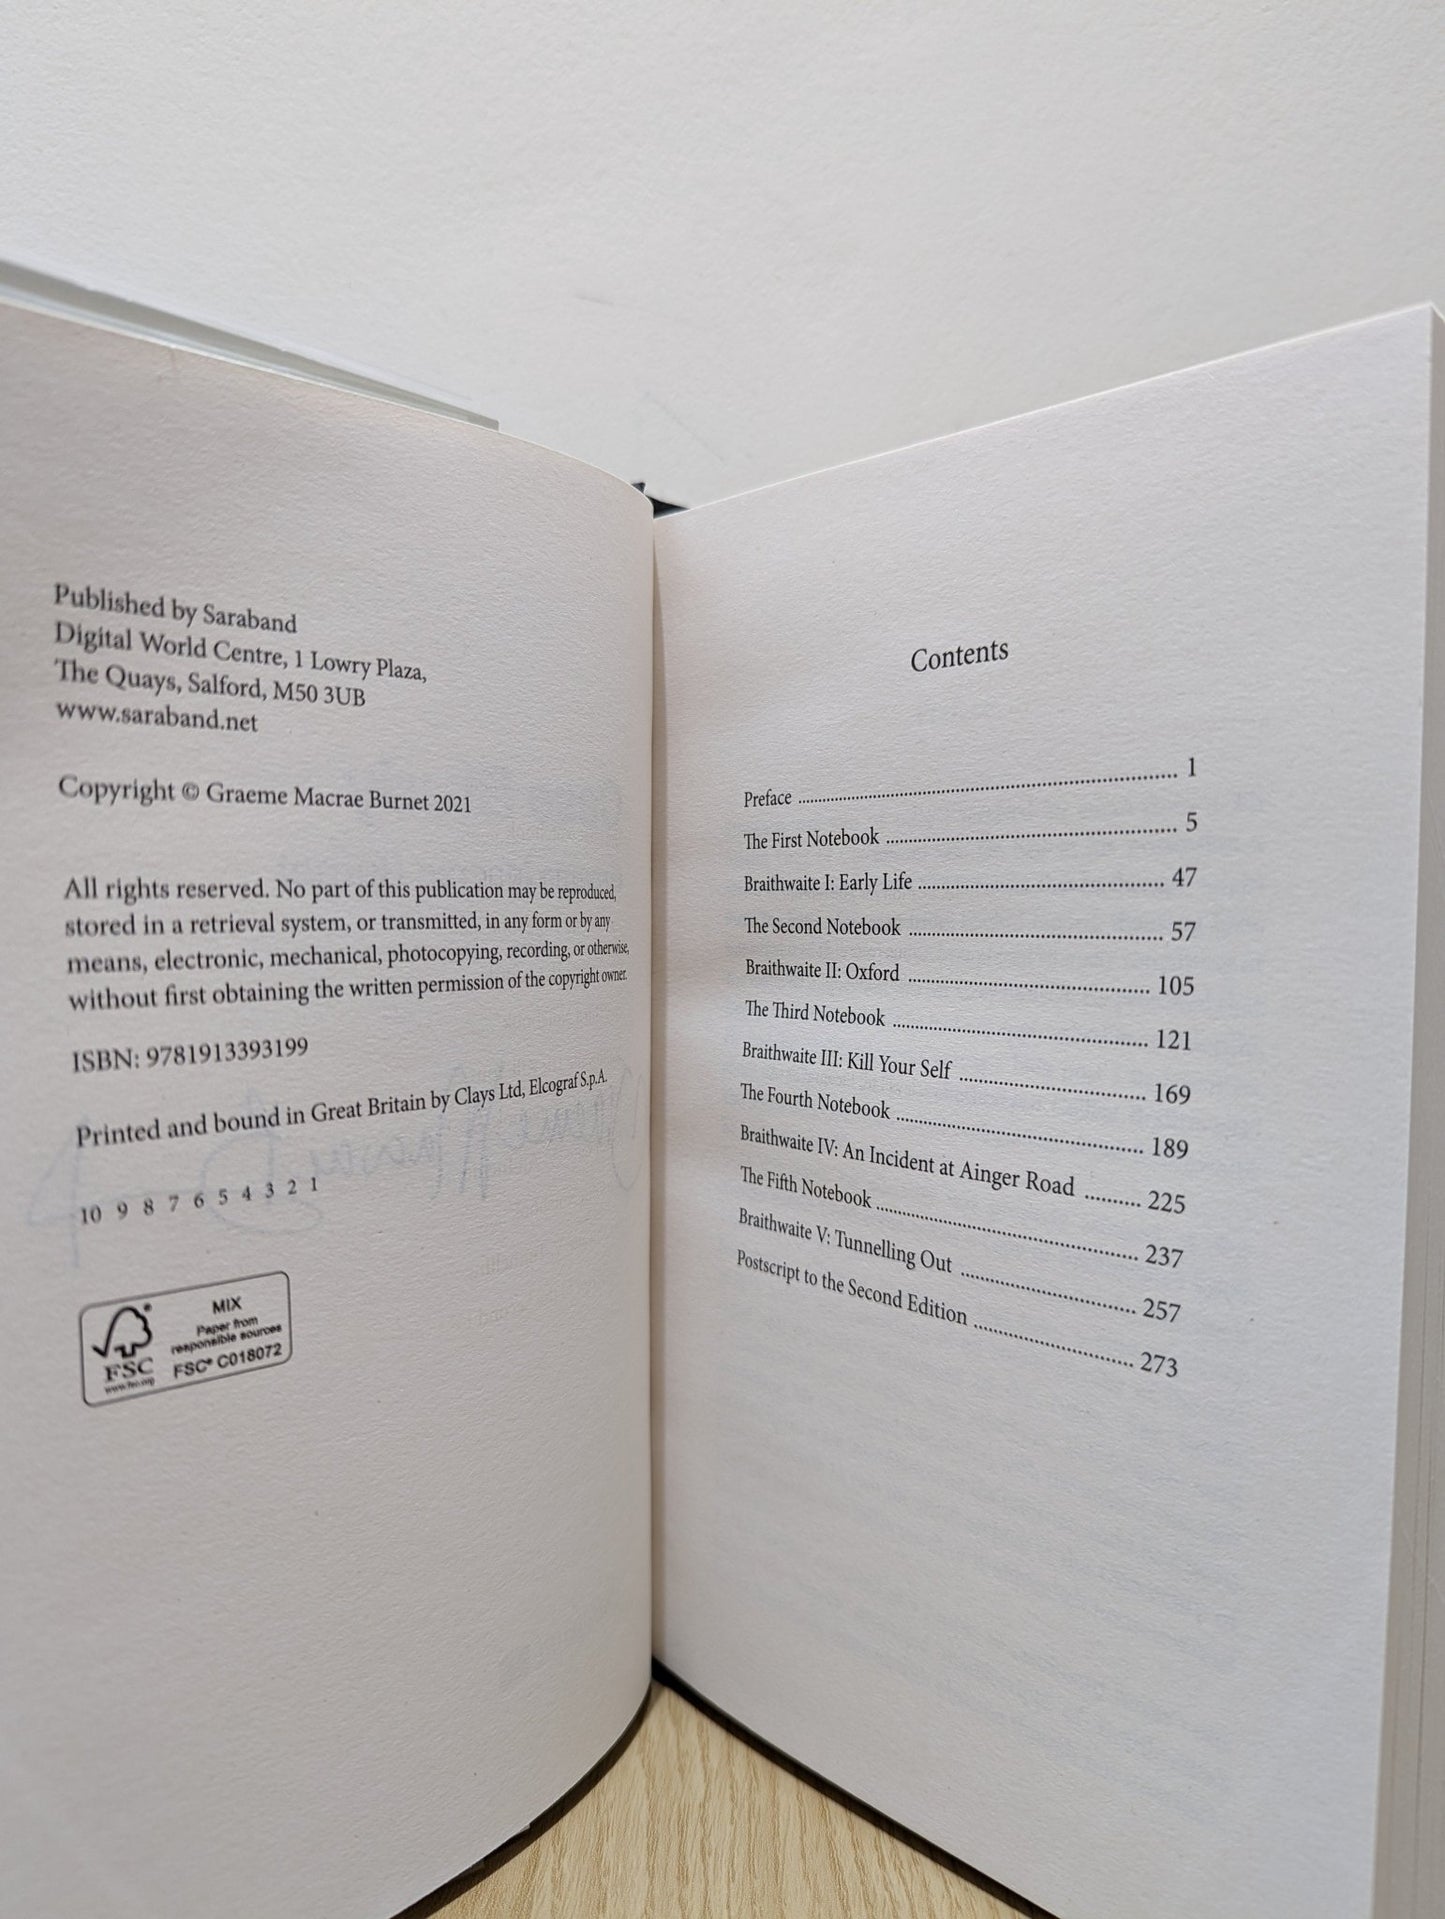 Published by Saraband
Digital World Centre, 1 Lowry Plaza,
The Quays, Salford, M50 3UB
www.saraband.net
Copyright © Graeme Macrae Burnet 2021
All rights reserved. No part of this publication may be reproduced,
stored in a retrieval system, or transmitted, in any form or by any
means, electronic, mechanical, photocopying, recording, or otherwise,
without first obtaining the written permission of the copyright owner.
ISBN: 9781913393199
Printed and bound in Great Britain by Clays Ltd, Elcograf S.p.A.
10 9 8 7 6 5 4 3 2 1
MIX
Paper from
responsible sources
FSC® C018072
FSC
www.fsc.org
Contents
Preface ........ 1
The First Notebook ........ 5
Braithwaite I: Early Life ........ 47
The Second Notebook ........ 57
Braithwaite II: Oxford ........ 105
The Third Notebook ........ 121
Braithwaite III: Kill Your Self ........ 169
The Fourth Notebook ........ 189
Braithwaite IV: An Incident at Ainger Road ........ 225
The Fifth Notebook ........ 237
Braithwaite V: Tunnelling Out ........ 257
Postscript to the Second Edition ........ 273